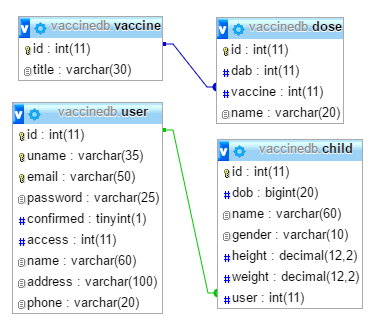 vaccinedb.vaccine
id : int(11)
title : varchar(30)
vaccinedb.dose
id : int(11)
dab : int(11)
vaccine : int(11)
name : varchar(20)
vaccinedb.user
id : int(11)
uname : varchar(35)
email : varchar(50)
password : varchar(25)
confirmed : tinyint(1)
access : int(11)
name : varchar(60)
address : varchar(100)
phone : varchar(20)
vaccinedb.child
id : int(11)
dob : bigint(20)
name : varchar(60)
gender : varchar(10)
height : decimal(12,2)
weight : decimal(12,2)
user : int(11)